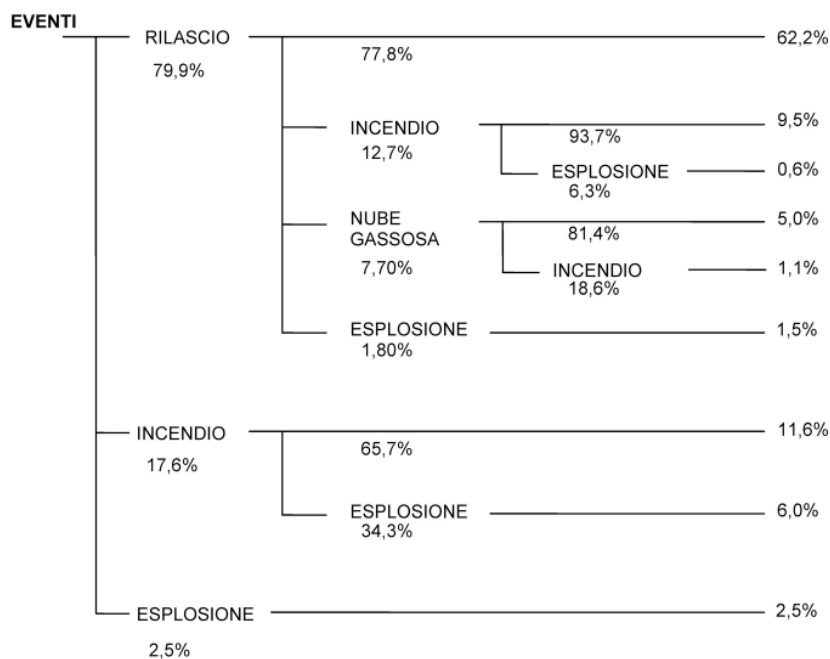 EVENTI
RILASCIO
79,9%
77,8%
62,2%
INCENDIO
12,7%
93,7%
9,5%
ESPLOSIONE
6,3%
0,6%
NUBE
GASSOSA
7,70%
81,4%
5,0%
INCENDIO
18,6%
1,1%
ESPLOSIONE
1,80%
1,5%
INCENDIO
17,6%
65,7%
11,6%
ESPLOSIONE
34,3%
6,0%
ESPLOSIONE
2,5%
2,5%